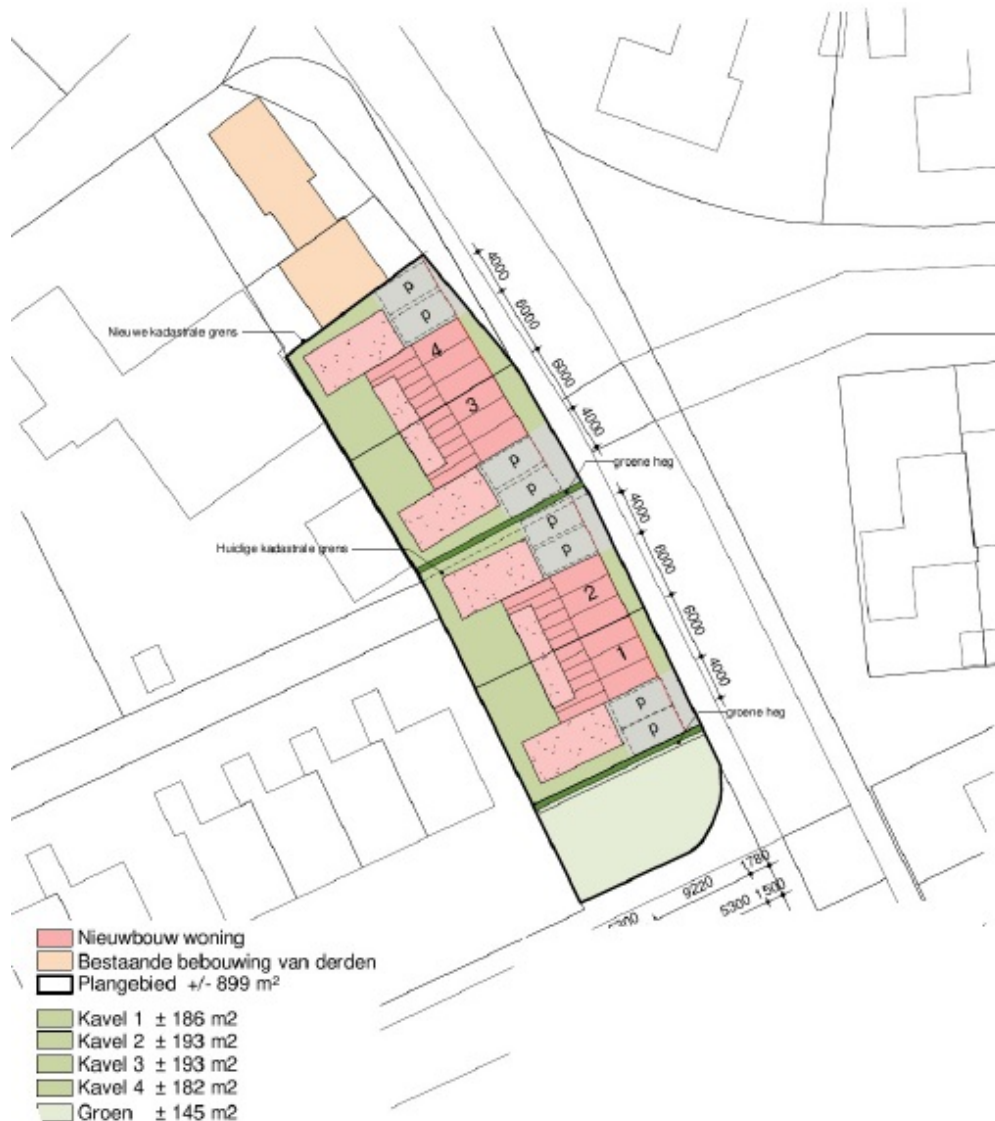 4000
6000
P
Nieuwe kadastrale grens
P
4
6000
3
4000
P
groene heg
P
4000
P
Huidige kadastrale grens
P
6000
2
6000
1
4000
P
groene heg
P
1780
9220
5300 1500
Nieuwbouw woning
Bestaande bebouwing van derden
Plangebied +/- 899 m²
Kavel 1 ± 186 m2
Kavel 2 ± 193 m2
Kavel 3 ± 193 m2
Kavel 4 ± 182 m2
Groen ± 145 m2